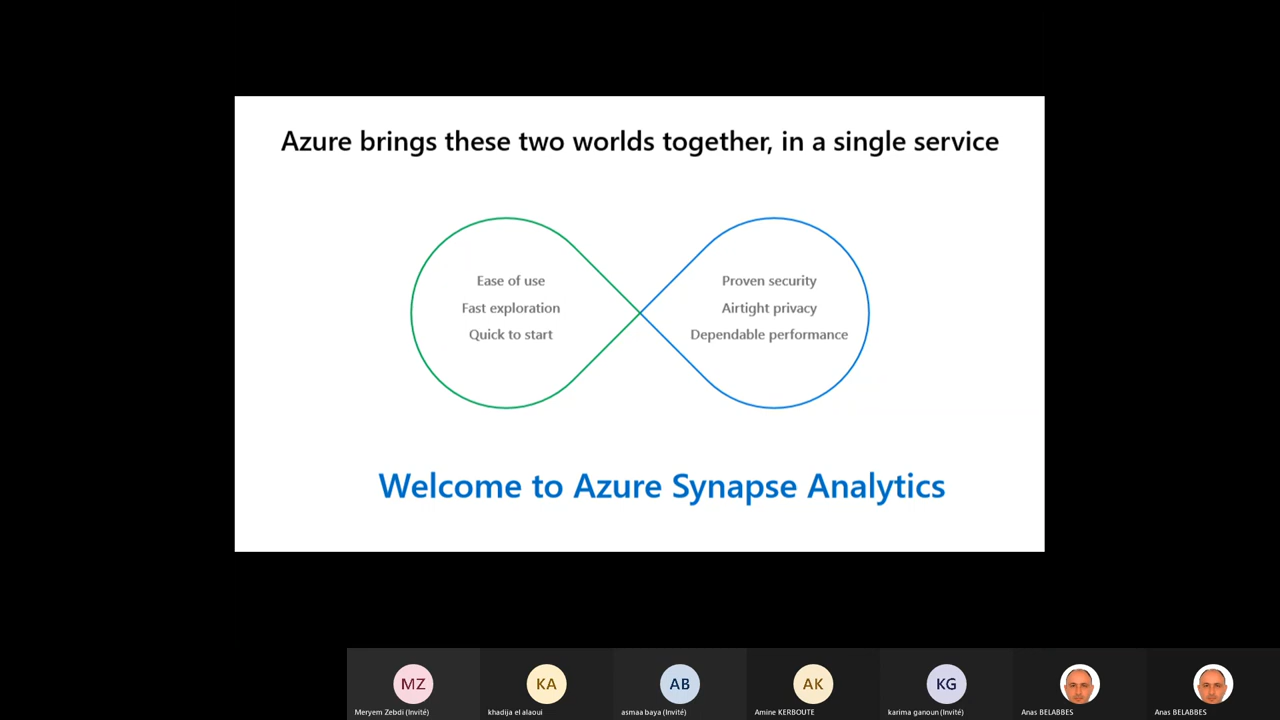 Azure brings these two worlds together, in a single service
Ease of use
Fast exploration
Quick to start
Proven security
Airtight privacy
Dependable performance
Welcome to Azure Synapse Analytics
MZ
KA
AB
AK
KG
Meryem Zebdi (Invité)
khadija el alaoui
asmaa baya (Invité)
Amine KERBOUTE
karima ganoun (Invité)
Anas BELABBES
Anas BELABBES